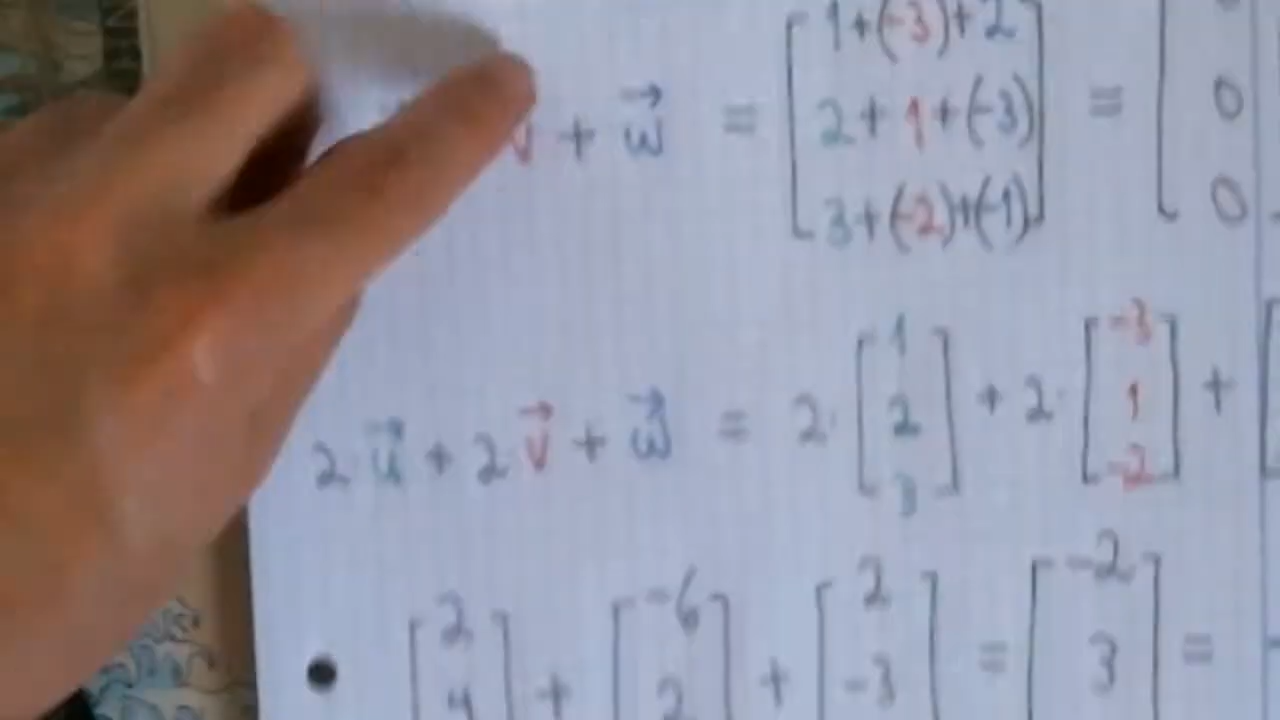 v⃗ + w⃗ = [1+(-3)+2 2+1+(-3) 3+(-2)+(-1)] = [0 0
2·u⃗ + 2·v⃗ + w⃗ = 2·[1 2 3] + 2·[-3 1 -2] +
• [2 4 + [-6 2 + [2 -3 = [-2 3 =